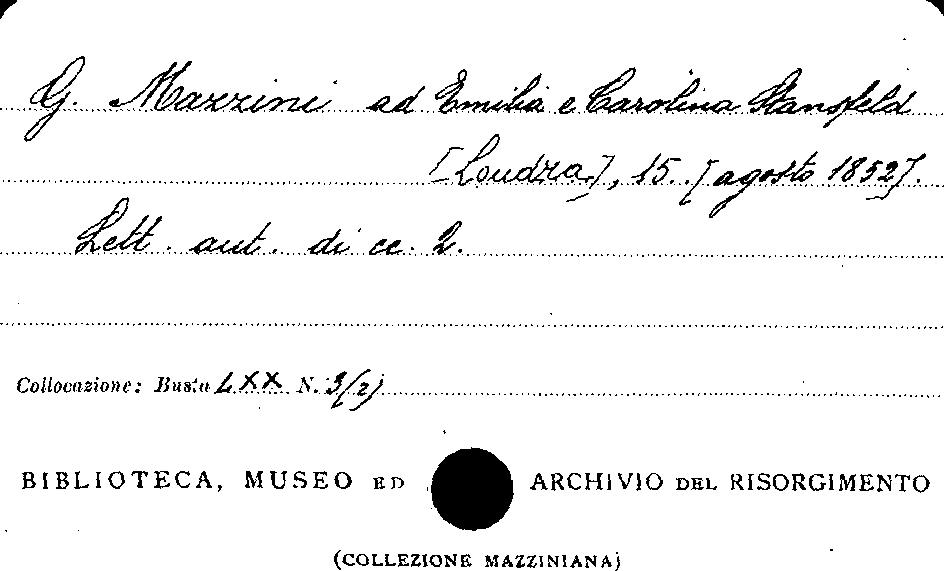 G. Mazzini ad Emilia e Carolina Stansfeld
[Londra], 15. [agosto 1852].
Lett. aut. di cc. 2.
Collocazione: Busta LXX N. 3/2)
BIBLIOTECA, MUSEO ED ARCHIVIO DEL RISORGIMENTO
(COLLEZIONE MAZZINIANA)